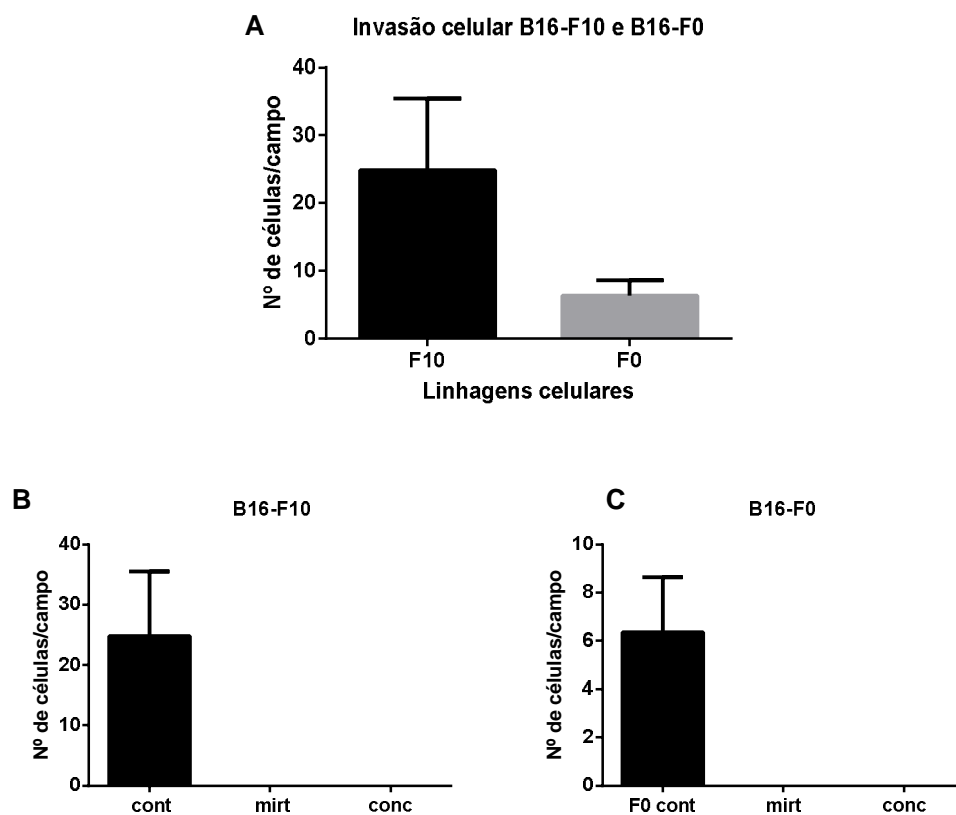 A
Invasão celular B16-F10 e B16-F0
Nº de células/campo
40
30
20
10
0
F10
F0
Linhagens celulares
B
B16-F10
Nº de células/campo
40
30
20
10
0
cont
mirt
conc
C
B16-F0
Nº de células/campo
10
8
6
4
2
0
F0 cont
mirt
conc